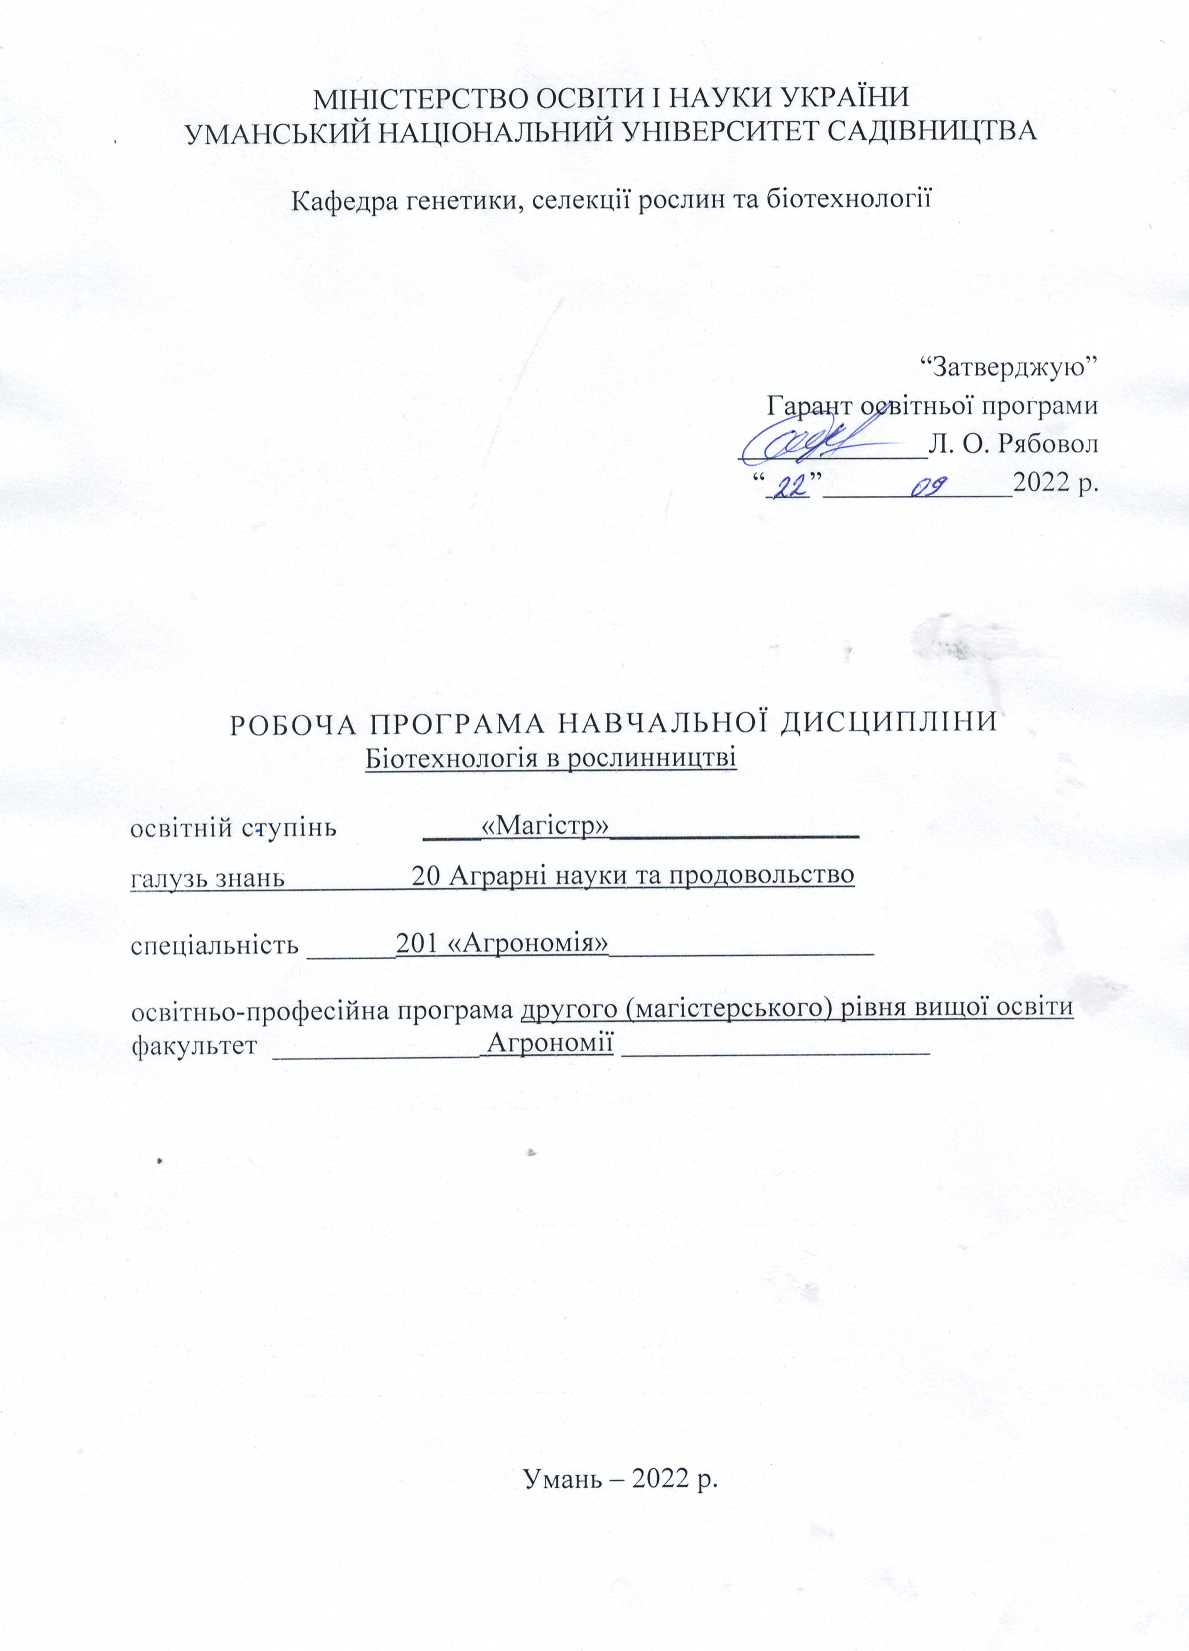 МІНІСТЕРСТВО ОСВІТИ І НАУКИ УКРАЇНИ
УМАНСЬКИЙ НАЦІОНАЛЬНИЙ УНІВЕРСИТЕТ САДІВНИЦТВА
Кафедра генетики, селекції рослин та біотехнології
“Затверджую”
Гарант освітньої програми
Л. О. Рябовол
“22” 09 2022 р.
РОБОЧА ПРОГРАМА НАВЧАЛЬНОЇ ДИСЦИПЛІНИ
Біотехнологія в рослинництві
освітній ступінь «Магістр»
галузь знань 20 Аграрні науки та продовольство
спеціальність 201 «Агрономія»
освітньо-професійна програма другого (магістерського) рівня вищої освіти
факультет Агрономії
Умань – 2022 р.